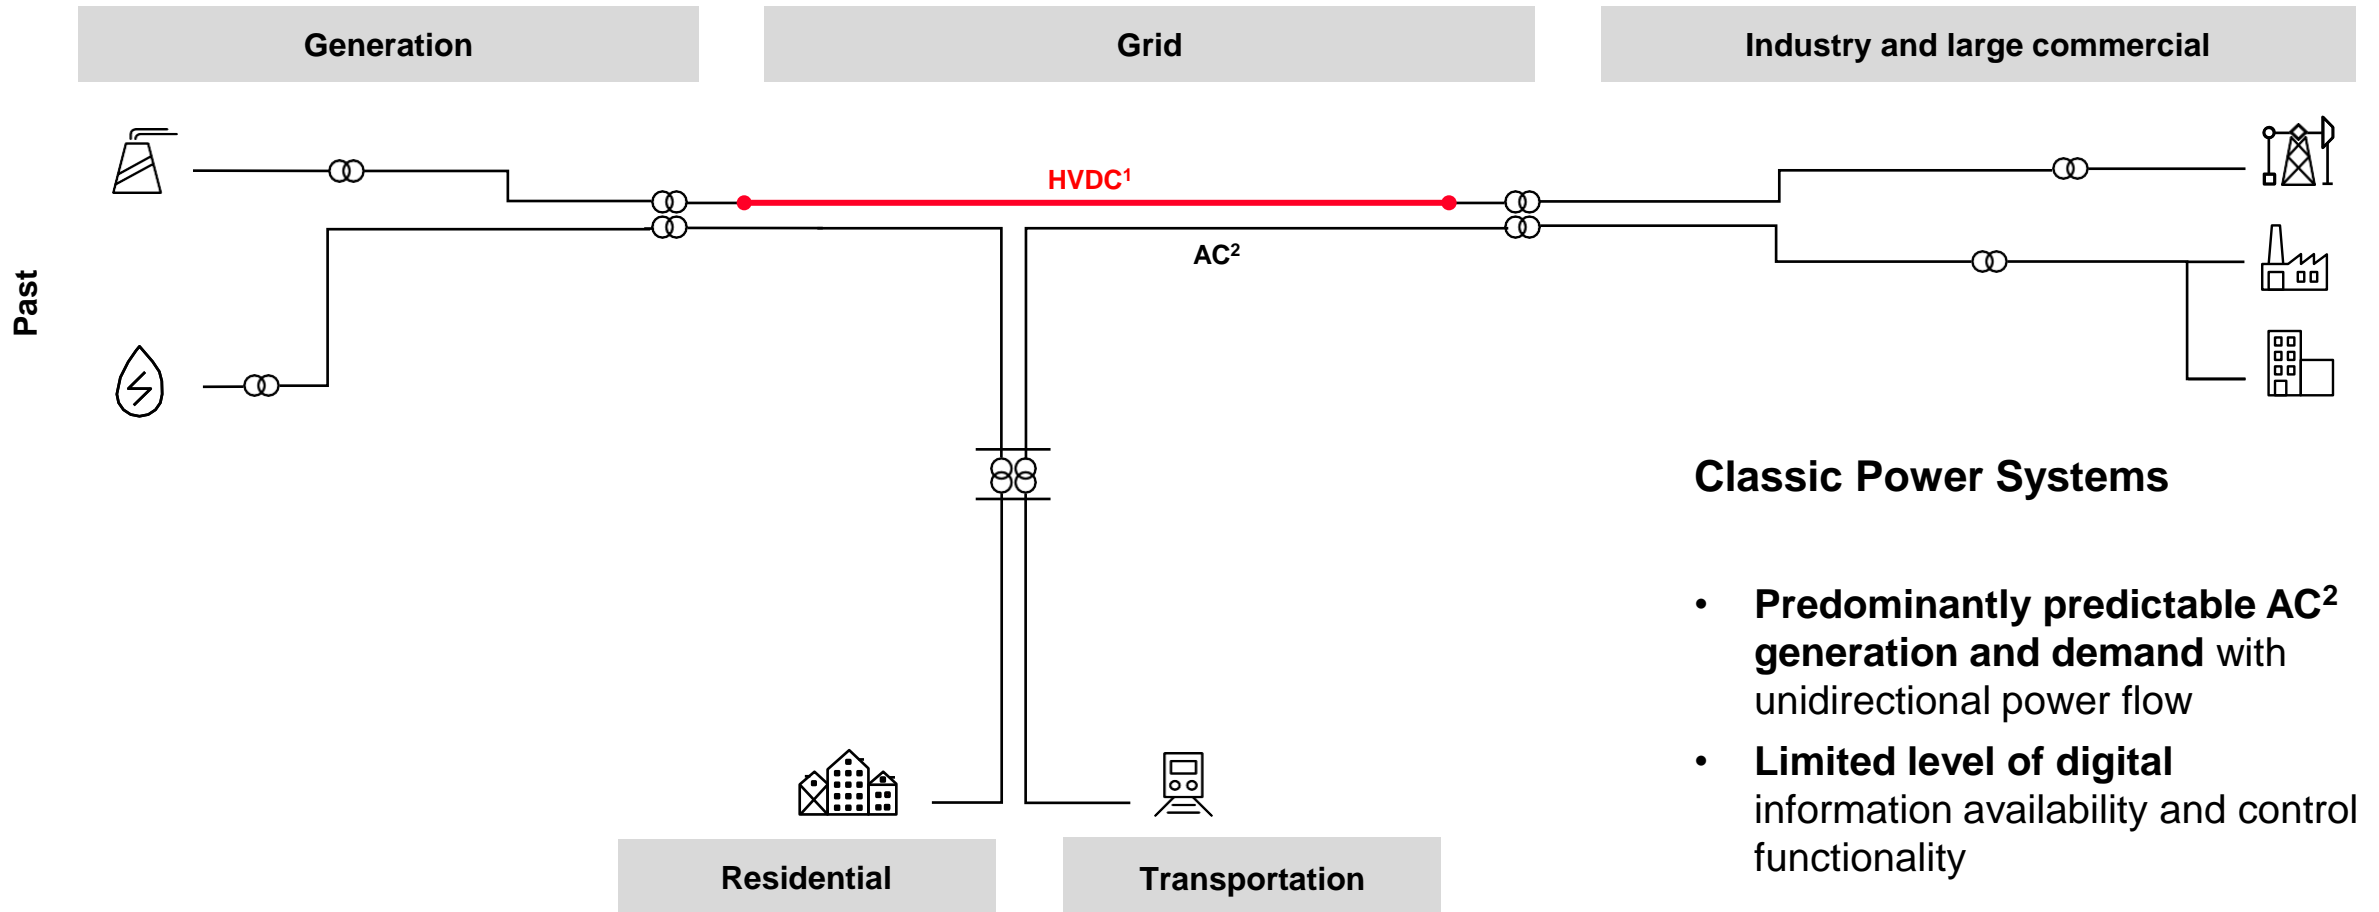 Generation
Grid
Industry and large commercial
Past
HVDC¹
AC²
Classic Power Systems
• Predominantly predictable AC²
generation and demand with
unidirectional power flow
• Limited level of digital
information availability and control
functionality
Residential
Transportation